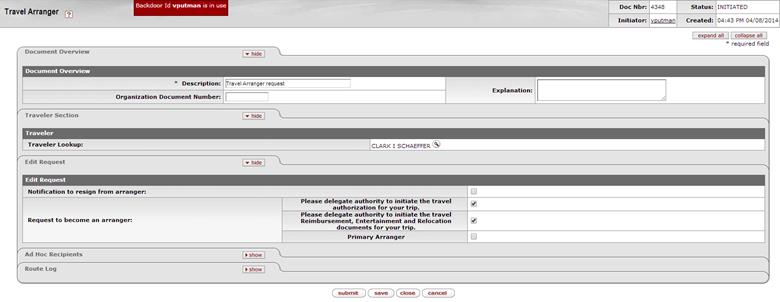 Travel Arranger ?
Backdoor Id vputman is in use
Doc Nbr: 4348 Status: INITIATED
Initiator: vputman Created: 04:43 PM 04/08/2014
expand all collapse all
* required field
Document Overview hide
Document Overview
* Description: Travel Arranger request
Explanation:
Organization Document Number:
Traveler Section hide
Traveler
Traveler Lookup: CLARK I SCHAEFFER
Edit Request hide
Edit Request
Notification to resign from arranger:
Request to become an arranger:
Please delegate authority to initiate the travel
authorization for your trip.
Please delegate authority to initiate the travel
Reimbursement, Entertainment and Relocation
documents for your trip.
Primary Arranger
Ad Hoc Recipients show
Route Log show
submit save close cancel